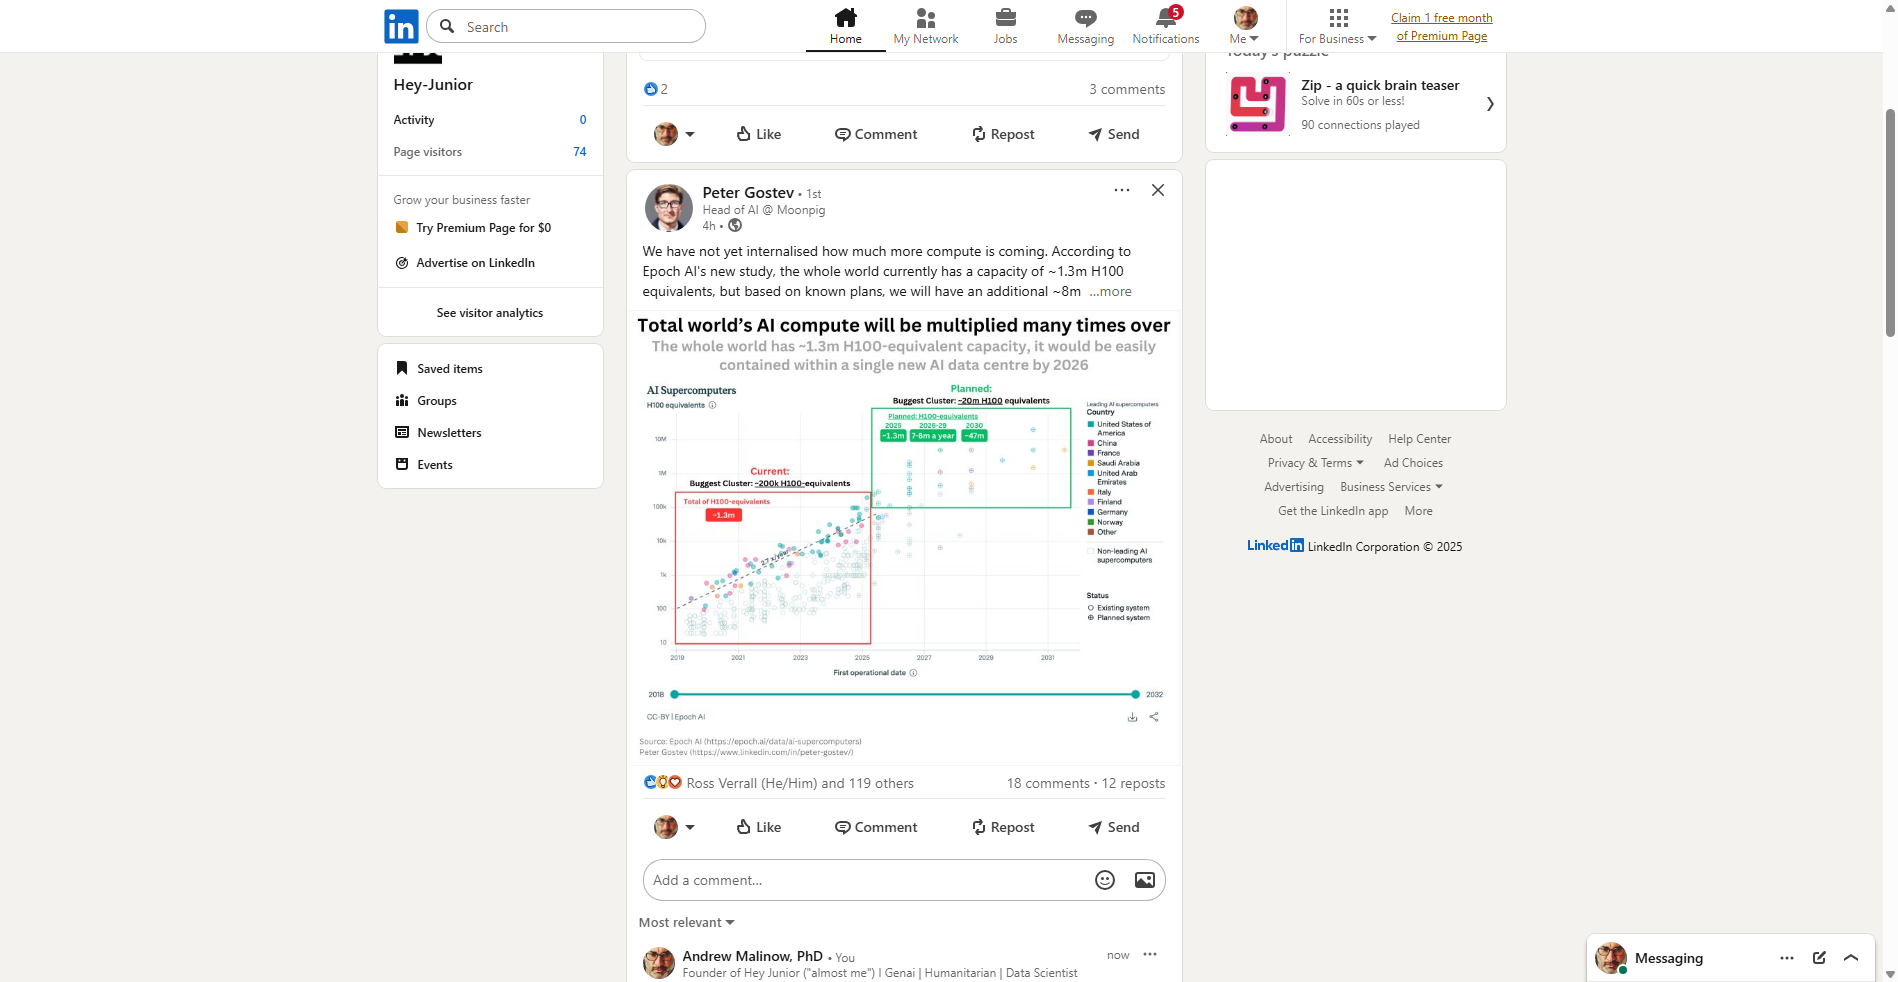 Search
Home
My Network
Jobs
Messaging
5
Notifications
Me
For Business
Claim 1 free month
of Premium Page
Hey-Junior
Activity 0
Page visitors 74
Grow your business faster
Try Premium Page for $0
Advertise on LinkedIn
See visitor analytics
Saved items
Groups
Newsletters
Events
2
3 comments
Like
Comment
Repost
Send
Peter Gostev • 1st
Head of AI @ Moonpig
4h •
We have not yet internalised how much more compute is coming. According to
Epoch AI's new study, the whole world currently has a capacity of ~1.3m H100
equivalents, but based on known plans, we will have an additional ~8m …more
Total world's AI compute will be multiplied many times over
The whole world has ~1.3m H100-equivalent capacity, it would be easily
contained within a single new AI data centre by 2026
AI Supercomputers
H100 equivalents
Planned:
Biggest Cluster: ~20m H100 equivalents
Planned: H100-equivalents
2025 2026-29 2030
~1.3m 7-8m a year ~47m
Current:
Biggest Cluster: ~200k H100-equivalents
Total of H100-equivalents
~1.3m
10M
1M
100k
10k
1k
100
10
2019 2021 2023 2025 2027 2029 2031
First operational date
Leading AI supercomputers
Country
United States of
America
China
France
Saudi Arabia
United Arab
Emirates
Italy
Finland
Germany
Norway
Other
Non-leading AI
supercomputers
Status
Existing system
Planned system
2018 2032
CC-BY | Epoch AI
Source: Epoch AI (https://epoch.ai/data/ai-supercomputers)
Peter Gostev (https://www.linkedin.com/in/peter-gostev/)
Ross Verrall (He/Him) and 119 others
18 comments · 12 reposts
Like
Comment
Repost
Send
Add a comment...
Most relevant
Andrew Malinow, PhD • You
now
Founder of Hey Junior ("almost me") I Genai | Humanitarian | Data Scientist
Today's puzzle
Zip - a quick brain teaser
Solve in 60s or less!
90 connections played
About Accessibility Help Center
Privacy & Terms Ad Choices
Advertising Business Services
Get the LinkedIn app More
LinkedIn LinkedIn Corporation © 2025
Messaging